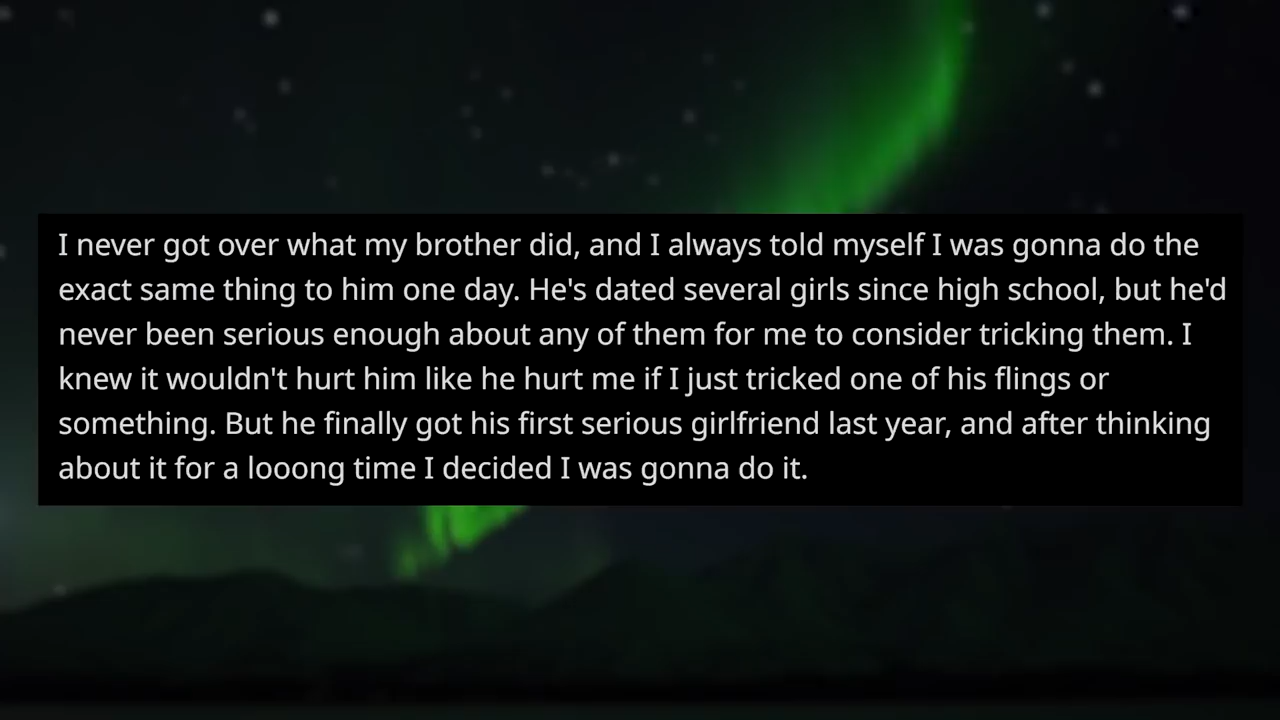 I never got over what my brother did, and I always told myself I was gonna do the
exact same thing to him one day. He's dated several girls since high school, but he'd
never been serious enough about any of them for me to consider tricking them. I
knew it wouldn't hurt him like he hurt me if I just tricked one of his flings or
something. But he finally got his first serious girlfriend last year, and after thinking
about it for a looong time I decided I was gonna do it.